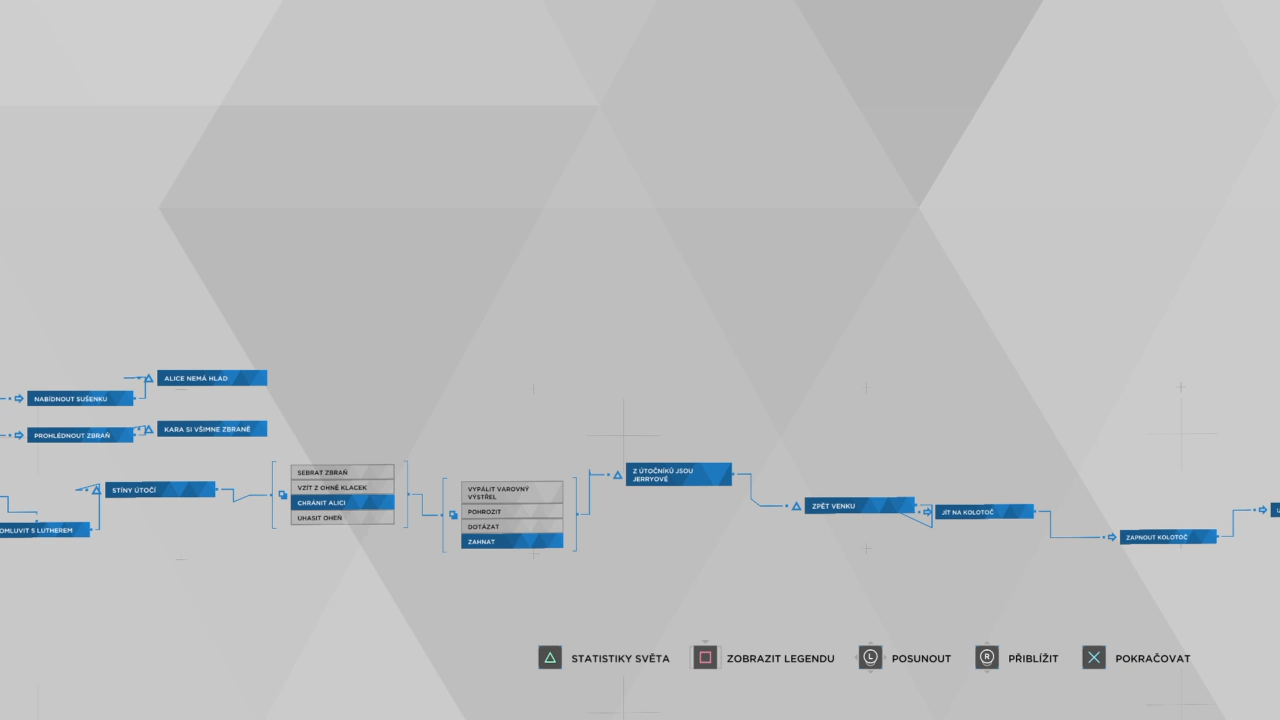 ALICE NEMÁ HLAD
NABÍDNOUT SUŠENKU
KARA SI VŠIMNE ZBRANĚ
PROHLÉDNOUT ZBRAŇ
STÍNY ÚTOČÍ
OMLUVIT S LUTHEREM
SEBRAT ZBRAŇ
VZÍT Z OHNĚ KLACEK
CHRÁNIT ALICI
UHASIT OHEŇ
VYPÁLIT VAROVNÝ
VÝSTŘEL
POHROZIT
DOTÁZAT
ZAHNAT
Z ÚTOČNÍKŮ JSOU
JERRYOVÉ
ZPĚT VENKU
JÍT NA KOLOTOČ
ZAPNOUT KOLOTOČ
STATISTIKY SVĚTA
ZOBRAZIT LEGENDU
L POSUNOUT
R PŘIBLÍŽIT
POKRAČOVAT